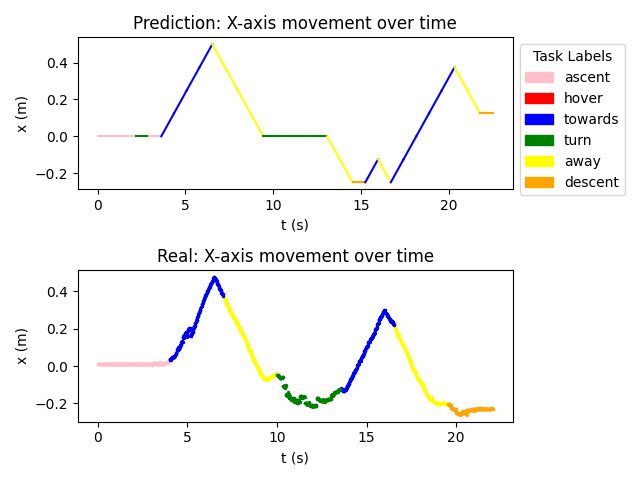 Prediction: X-axis movement over time
0.4
0.2
0.0
−0.2
x (m)
0 5 10 15 20
t (s)
Task Labels
ascent
hover
towards
turn
away
descent
Real: X-axis movement over time
0.4
0.2
0.0
−0.2
x (m)
0 5 10 15 20
t (s)